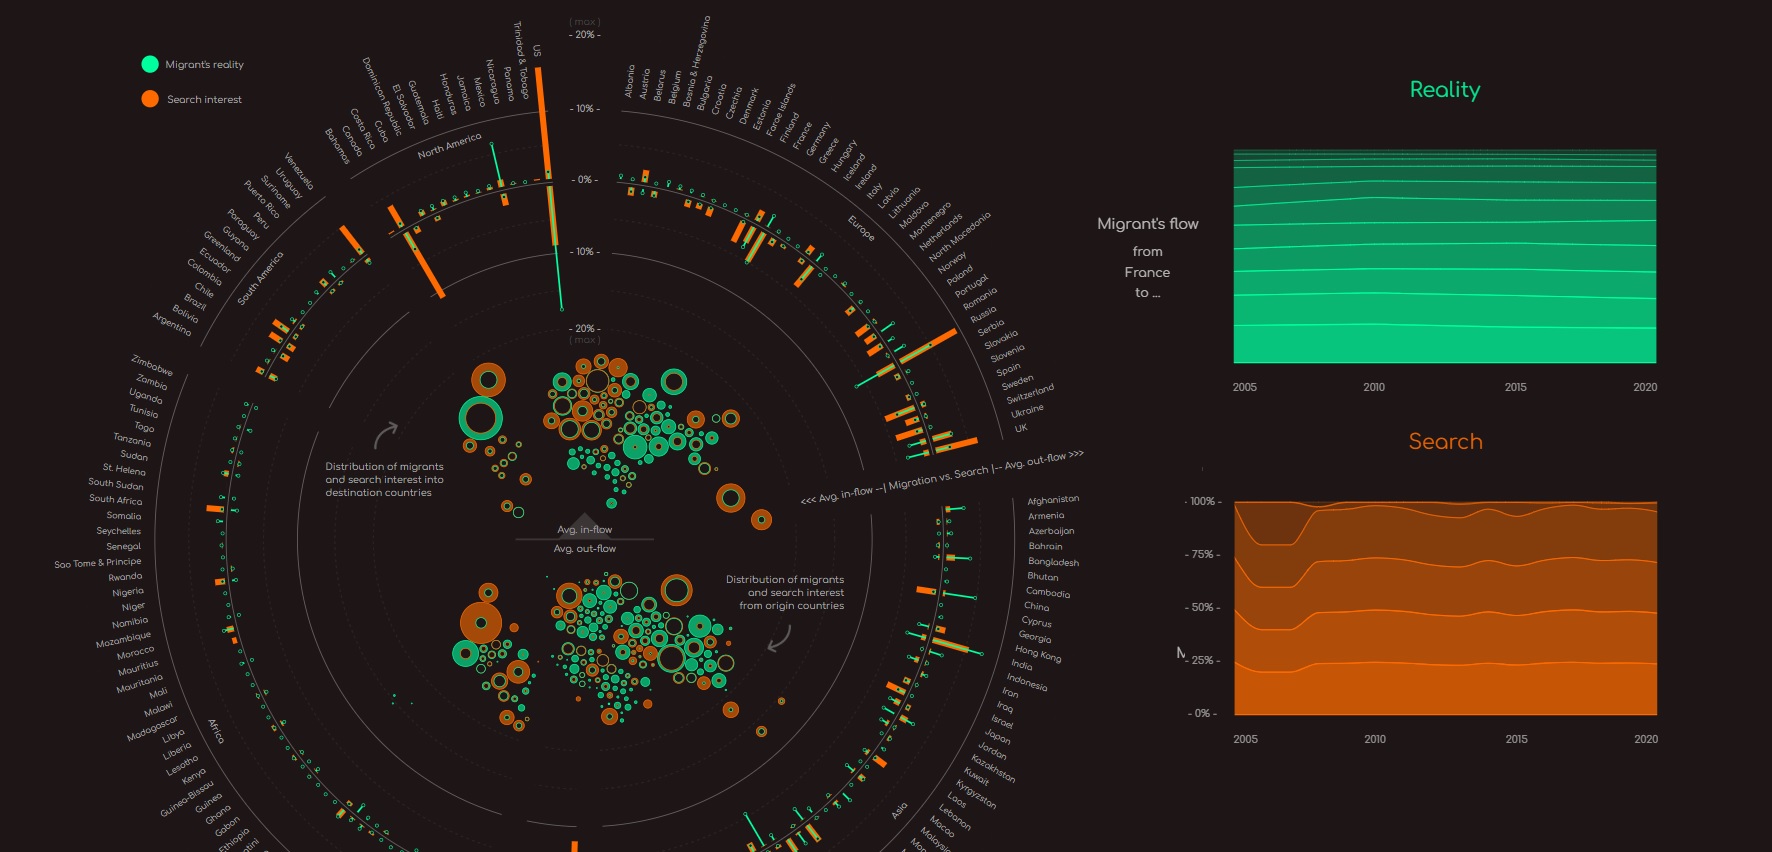 Migrant's reality
Search interest
( max )
- 20% -
- 10% -
- 0% -
- 10% -
- 20% -
( max )
Albania
Austria
Belarus
Belgium
Bosnia & Herzegovina
Bulgaria
Croatia
Czechia
Denmark
Estonia
Faroe Islands
Finland
France
Germany
Greece
Hungary
Iceland
Ireland
Italy
Latvia
Lithuania
Moldova
Montenegro
Netherlands
North Macedonia
Norway
Poland
Portugal
Romania
Russia
Serbia
Slovakia
Slovenia
Spain
Sweden
Switzerland
Ukraine
UK
Europe
<<< Avg. in-flow --| Migration vs. Search |-- Avg. out-flow >>>
Afghanistan
Armenia
Azerbaijan
Bahrain
Bangladesh
Bhutan
Cambodia
China
Cyprus
Georgia
Hong Kong
India
Indonesia
Iran
Iraq
Israel
Japan
Jordan
Kazakhstan
Kuwait
Kyrgyzstan
Laos
Lebanon
Macao
Asia
US
Trinidad & Tobago
Panama
Nicaragua
Mexico
Jamaica
Honduras
Haiti
Guatemala
El Salvador
Dominican Republic
Cuba
Costa Rica
Canada
Bahamas
North America
Venezuela
Uruguay
Suriname
Puerto Rico
Peru
Paraguay
Guyana
Greenland
Ecuador
Colombia
Chile
Brazil
Bolivia
Argentina
South America
Zimbabwe
Zambia
Uganda
Tunisia
Togo
Tanzania
Sudan
St. Helena
South Sudan
South Africa
Somalia
Seychelles
Senegal
Sao Tome & Principe
Rwanda
Nigeria
Niger
Namibia
Mozambique
Morocco
Mauritius
Mauritania
Mali
Malawi
Madagascar
Libya
Liberia
Lesotho
Kenya
Guinea-Bissau
Guinea
Ghana
Gabon
Ethiopia
Africa
Distribution of migrants
and search interest into
destination countries
Avg. in-flow
Avg. out-flow
Distribution of migrants
and search interest
from origin countries
Reality
Migrant's flow
from
France
to ...
2005
2010
2015
2020
Search
- 100% -
- 75% -
- 50% -
- 25% -
- 0% -
2005
2010
2015
2020